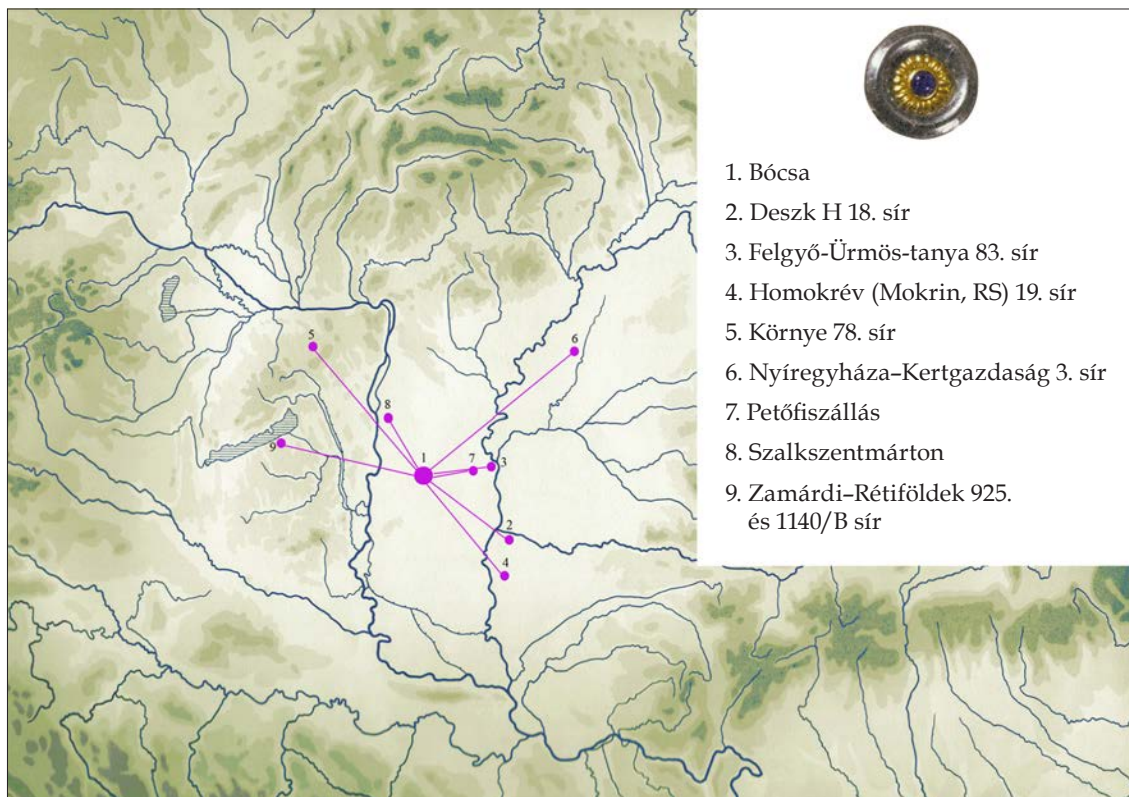 1. Bócsa
2. Deszk H 18. sír
3. Felgyő-Ürmös-tanya 83. sír
4. Homokrév (Mokrin, RS) 19. sír
5. Környe 78. sír
6. Nyíregyháza–Kertgazdaság 3. sír
7. Petőfiszállás
8. Szalkszentmárton
9. Zamárdi–Rétiföldek 925.
és 1140/B sír
5
6
8
9
1
7
3
2
4